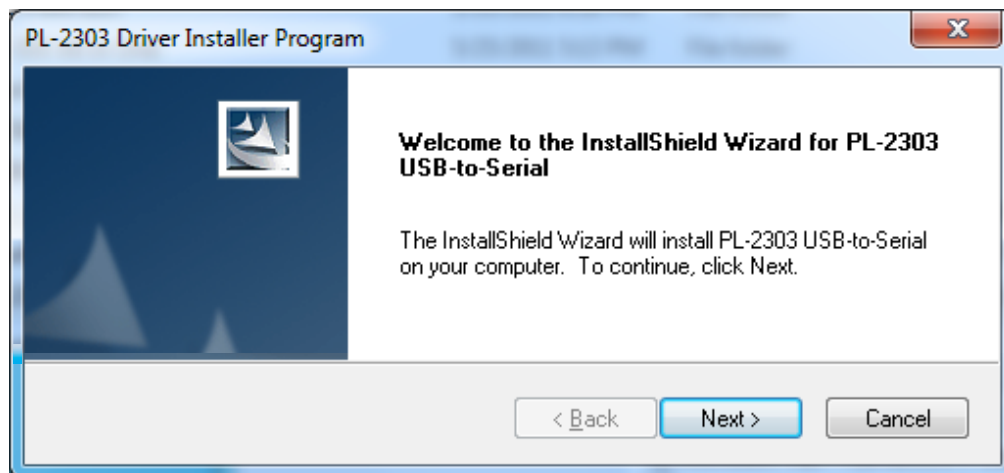 PL-2303 Driver Installer Program
Welcome to the InstallShield Wizard for PL-2303
USB-to-Serial
The InstallShield Wizard will install PL-2303 USB-to-Serial
on your computer. To continue, click Next.
< Back
Next >
Cancel